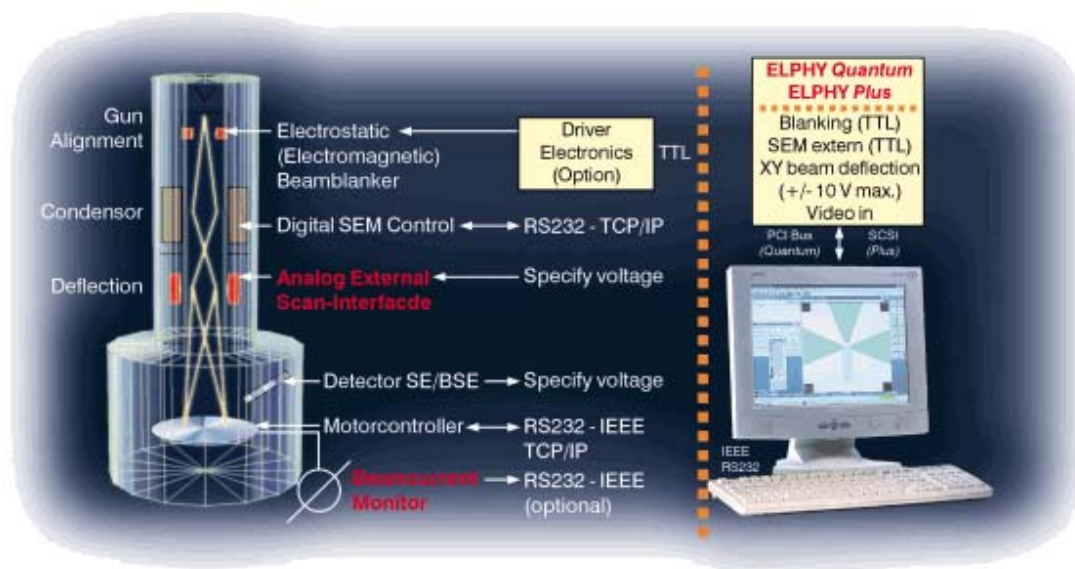 Gun
Alignment
Condensor
Deflection
Electrostatic
(Electromagnetic)
Beamblanker
Digital SEM Control
Analog External
Scan-Interfacde
Detector SE/BSE
Motorcontroller
Beamcurrent
Monitor
Driver
Electronics
(Option)
TTL
RS232 - TCP/IP
Specify voltage
Specify voltage
RS232 - IEEE
TCP/IP
RS232 - IEEE
(optional)
ELPHY Quantum
ELPHY Plus
Blanking (TTL)
SEM extern (TTL)
XY beam deflection
(+/- 10 V max.)
Video in
PCI Bus
(Quantum)
SCSI
(Plus)
IEEE
RS232